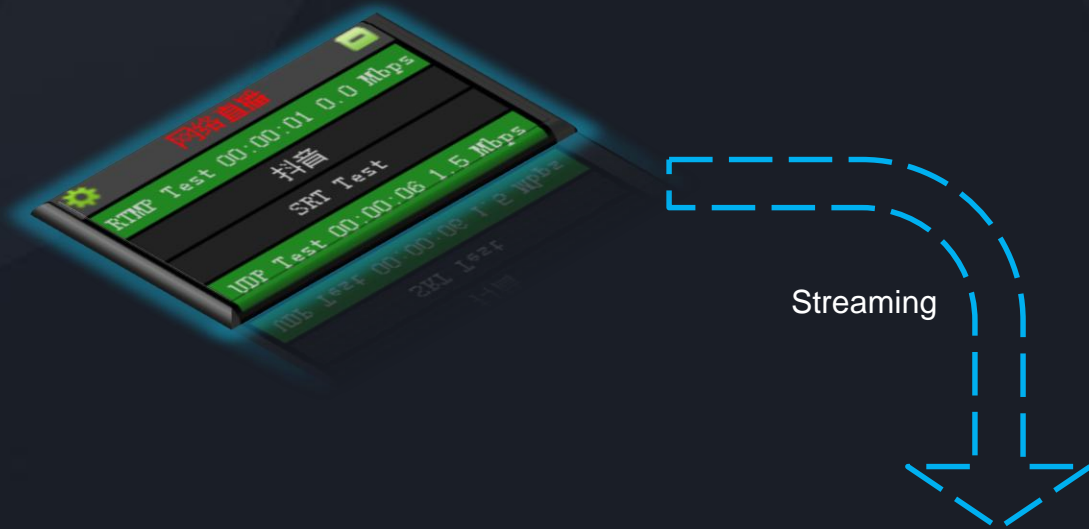 网络直播
RTMP Test 00:00:01 0.0 Mbps
抖音
SRT Test
UDP Test 00:00:06 1.5 Mbps
Streaming